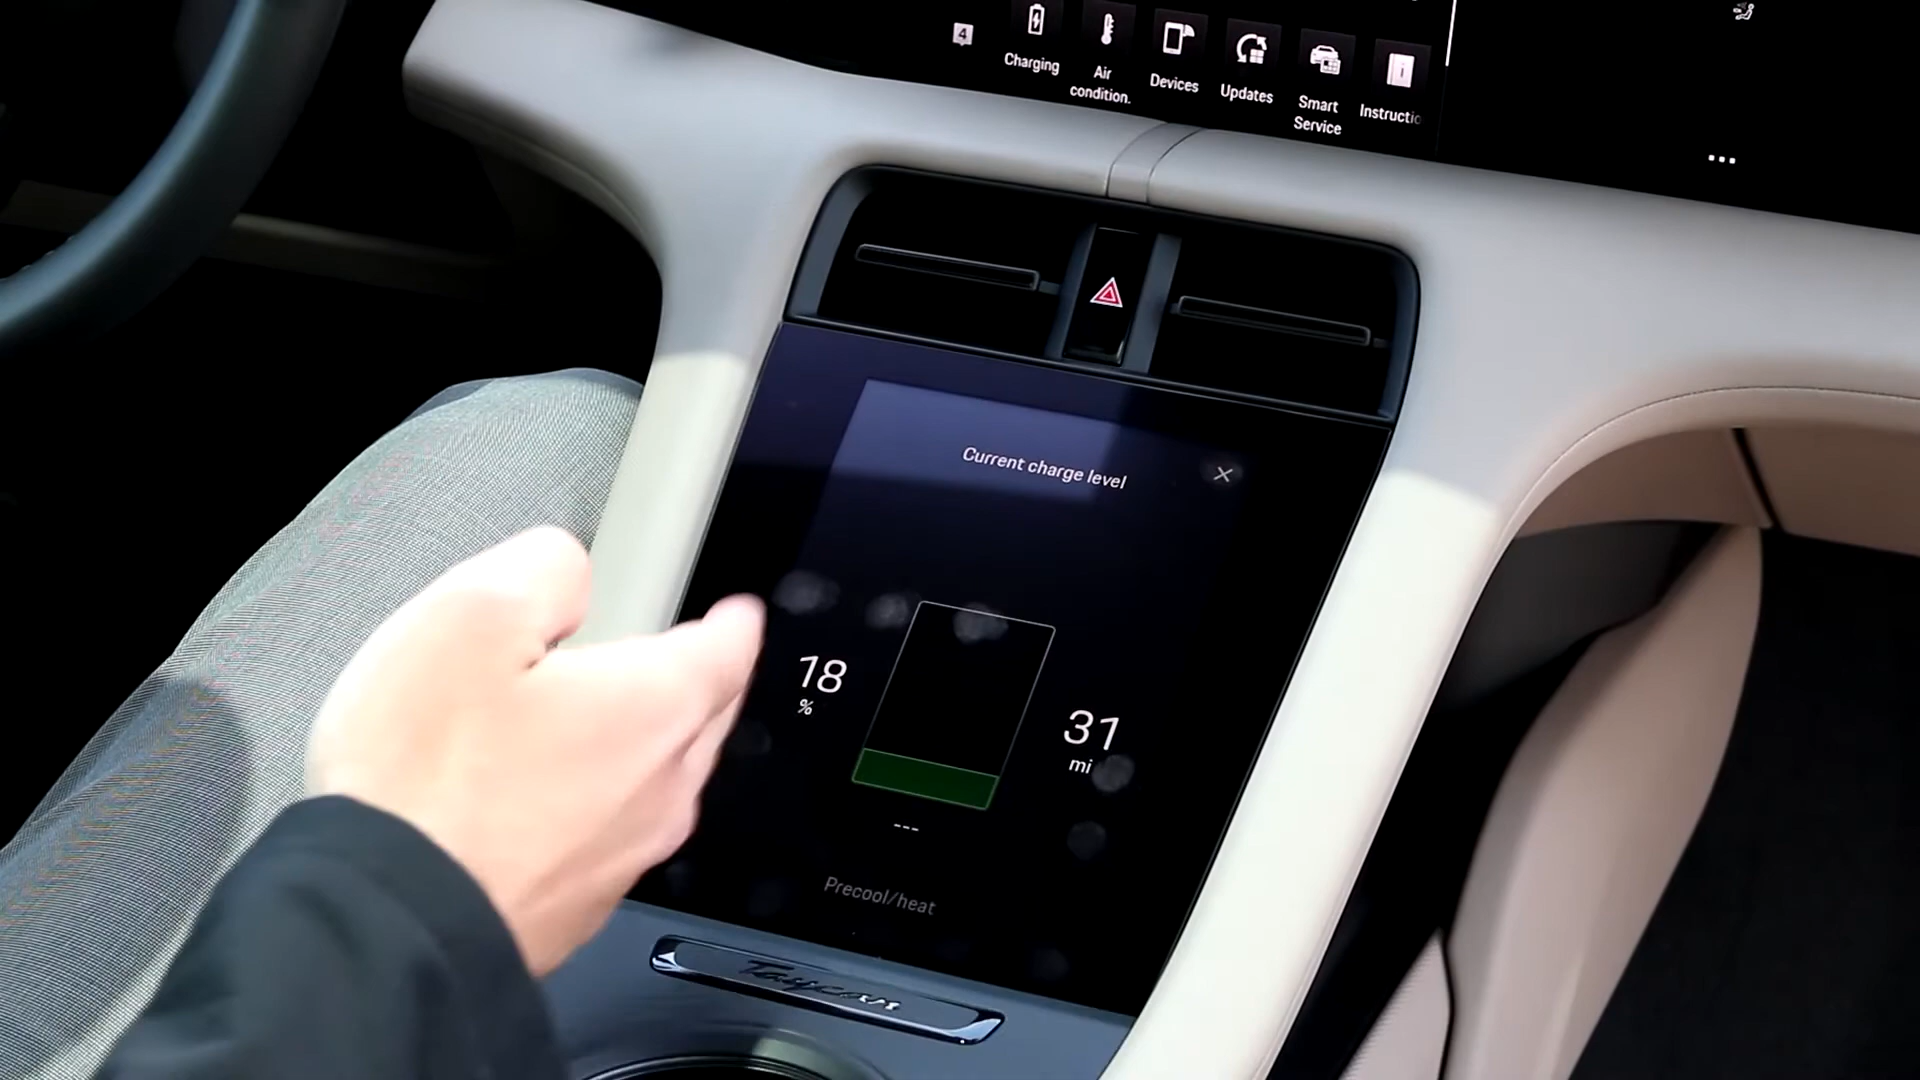 4
Charging
Air
condition.
Devices
Updates
Smart
Service
Instructio
Current charge level
18
%
31
mi
---
Precool/heat
Taycan